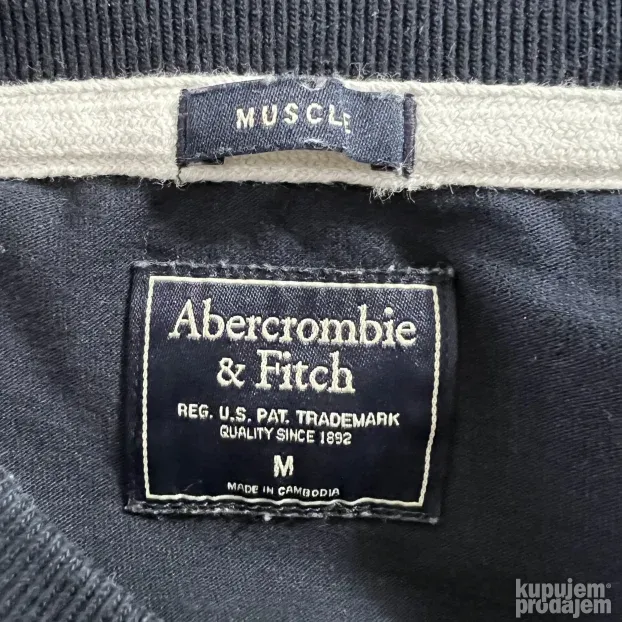 MUSCLE
Abercrombie
& Fitch
REG. U.S. PAT. TRADEMARK
QUALITY SINCE 1892
M
MADE IN CAMBODIA
kupujem
prodajem